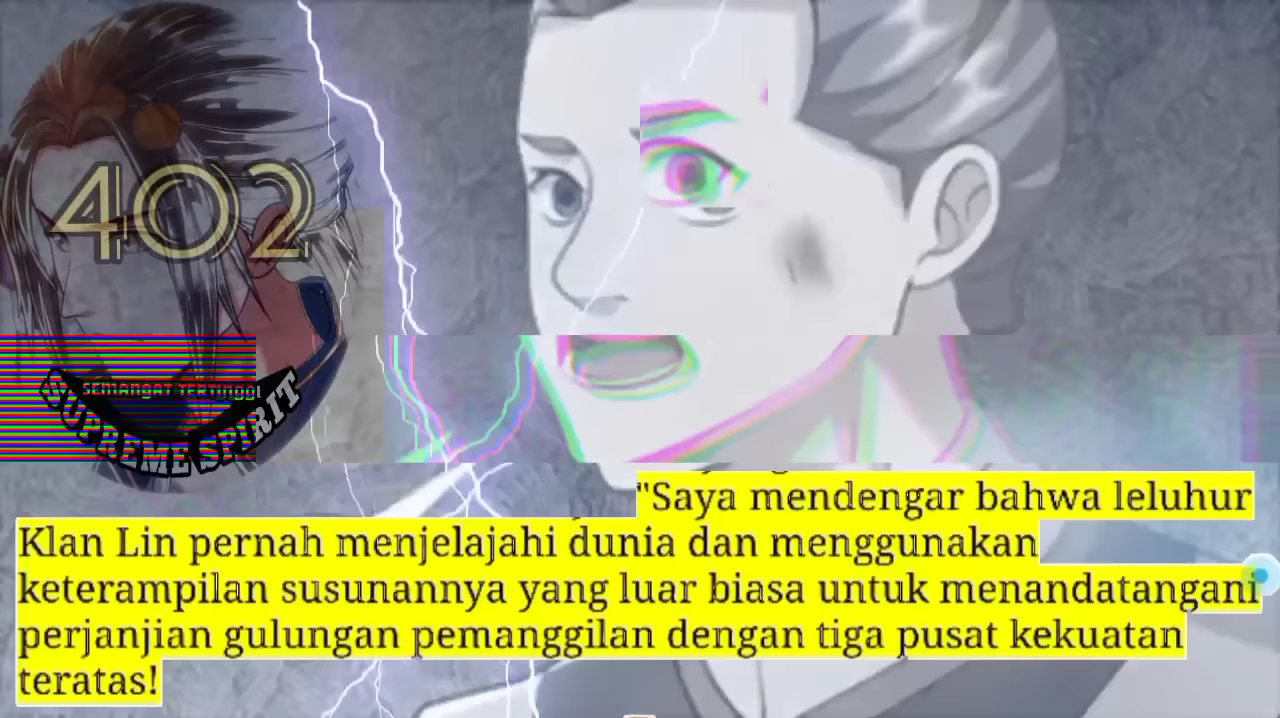 402
SEMANGAT TERTINGGI
SUPREME SPIRIT
"Saya mendengar bahwa leluhur
Klan Lin pernah menjelajahi dunia dan menggunakan
keterampilan susunannya yang luar biasa untuk menandatangani
perjanjian gulungan pemanggilan dengan tiga pusat kekuatan
teratas!